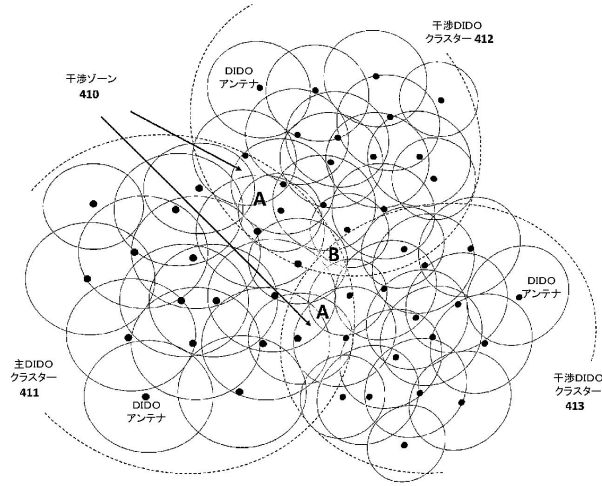 干渉DIDO
クラスター 412
干渉ゾーン
410
DIDO
アンテナ
A
B
A
DIDO
アンテナ
主DIDO
クラスター
411
DIDO
アンテナ
干渉DIDO
クラスター
413